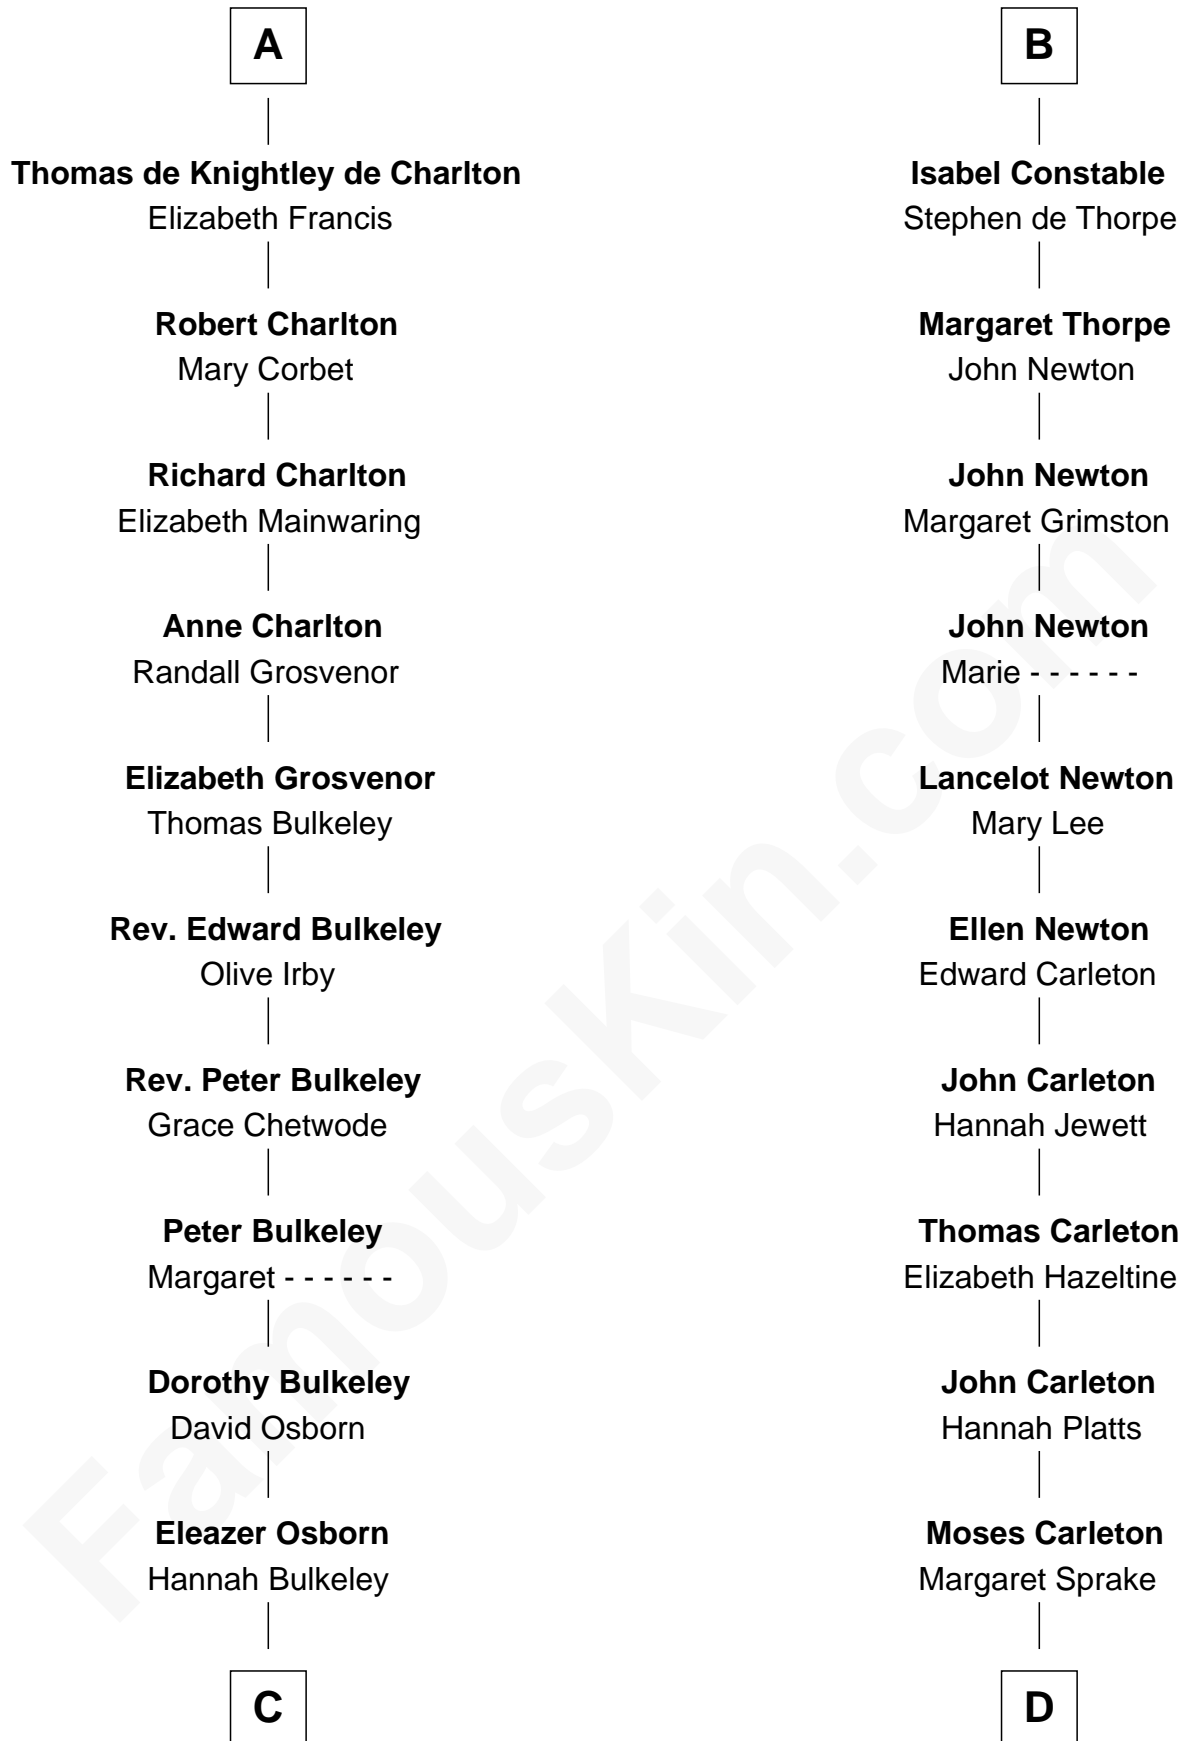 A
Thomas de Knightley de Charlton
Elizabeth Francis
Robert Charlton
Mary Corbet
Richard Charlton
Elizabeth Mainwaring
Anne Charlton
Randall Grosvenor
Elizabeth Grosvenor
Thomas Bulkeley
Rev. Edward Bulkeley
Olive Irby
Rev. Peter Bulkeley
Grace Chetwode
Peter Bulkeley
Margaret - - - - - -
Dorothy Bulkeley
David Osborn
Eleazer Osborn
Hannah Bulkeley
C
B
Isabel Constable
Stephen de Thorpe
Margaret Thorpe
John Newton
John Newton
Margaret Grimston
John Newton
Marie - - - - - -
Lancelot Newton
Mary Lee
Ellen Newton
Edward Carleton
John Carleton
Hannah Jewett
Thomas Carleton
Elizabeth Hazeltine
John Carleton
Hannah Platts
Moses Carleton
Margaret Sprake
D
FamousKin.com